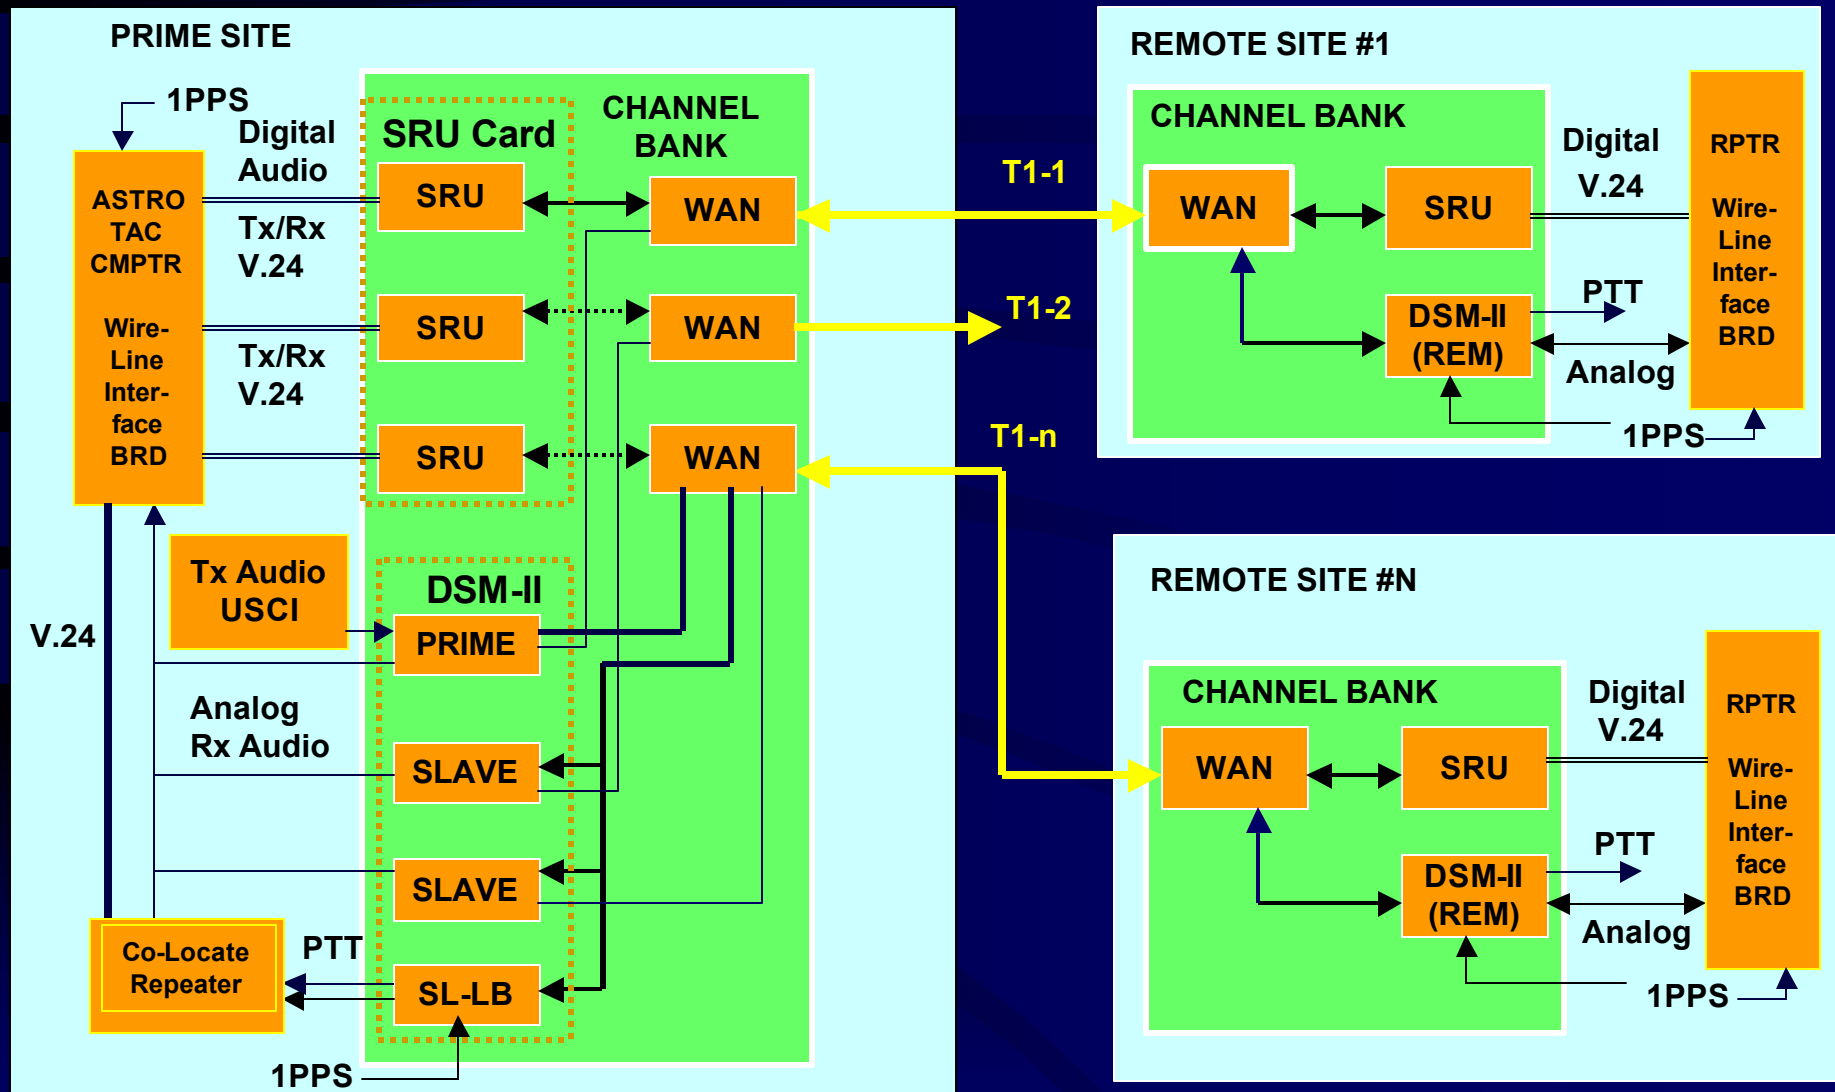 PRIME SITE
1PPS
Digital
Audio
Tx/Rx
V.24
Tx/Rx
V.24
ASTRO
TAC
CMPTR
Wire-
Line
Inter-
face
BRD
SRU Card
SRU
SRU
SRU
CHANNEL
BANK
WAN
WAN
WAN
Tx Audio
USCI
V.24
DSM-II
PRIME
Analog
Rx Audio
SLAVE
SLAVE
SL-LB
PTT
Co-Locate
Repeater
1PPS
T1-1
T1-2
T1-n
REMOTE SITE #1
CHANNEL BANK
WAN
SRU
Digital
V.24
DSM-II
(REM)
PTT
Analog
1PPS
RPTR
Wire-
Line
Inter-
face
BRD
REMOTE SITE #N
CHANNEL BANK
WAN
SRU
Digital
V.24
DSM-II
(REM)
PTT
Analog
1PPS
RPTR
Wire-
Line
Inter-
face
BRD